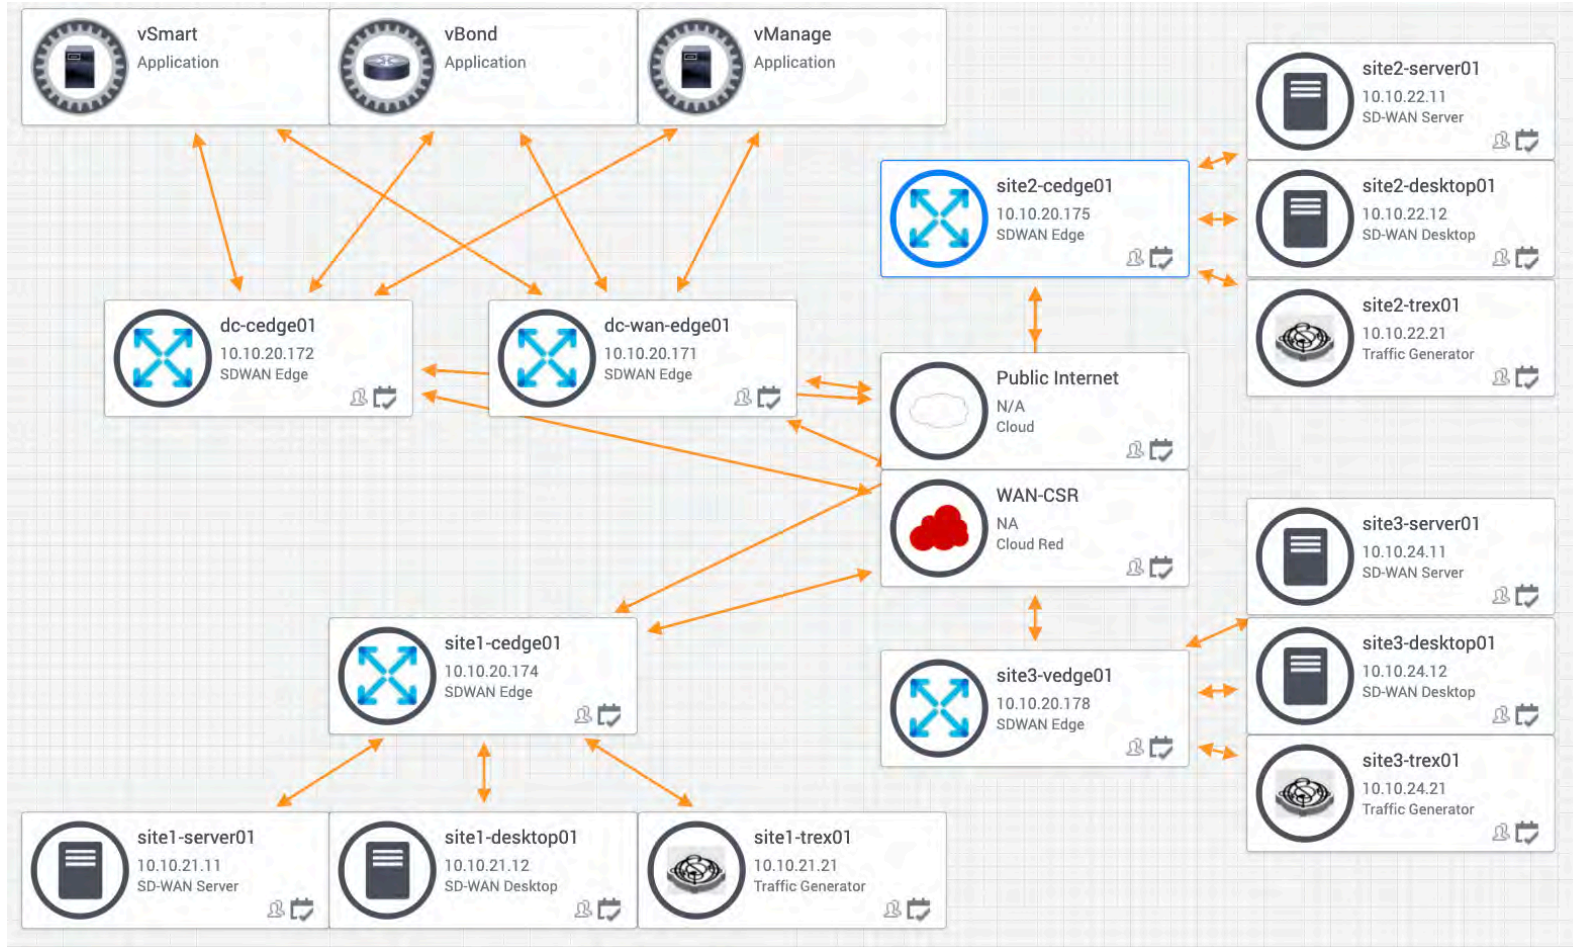 vSmart
Application
vBond
Application
vManage
Application
site2-server01
10.10.22.11
SD-WAN Server
site2-cedge01
10.10.20.175
SDWAN Edge
site2-desktop01
10.10.22.12
SD-WAN Desktop
site2-trex01
10.10.22.21
Traffic Generator
dc-cedge01
10.10.20.172
SDWAN Edge
dc-wan-edge01
10.10.20.171
SDWAN Edge
Public Internet
N/A
Cloud
WAN-CSR
NA
Cloud Red
site3-server01
10.10.24.11
SD-WAN Server
site1-cedge01
10.10.20.174
SDWAN Edge
site3-vedge01
10.10.20.178
SDWAN Edge
site3-desktop01
10.10.24.12
SD-WAN Desktop
site3-trex01
10.10.24.21
Traffic Generator
site1-server01
10.10.21.11
SD-WAN Server
site1-desktop01
10.10.21.12
SD-WAN Desktop
site1-trex01
10.10.21.21
Traffic Generator